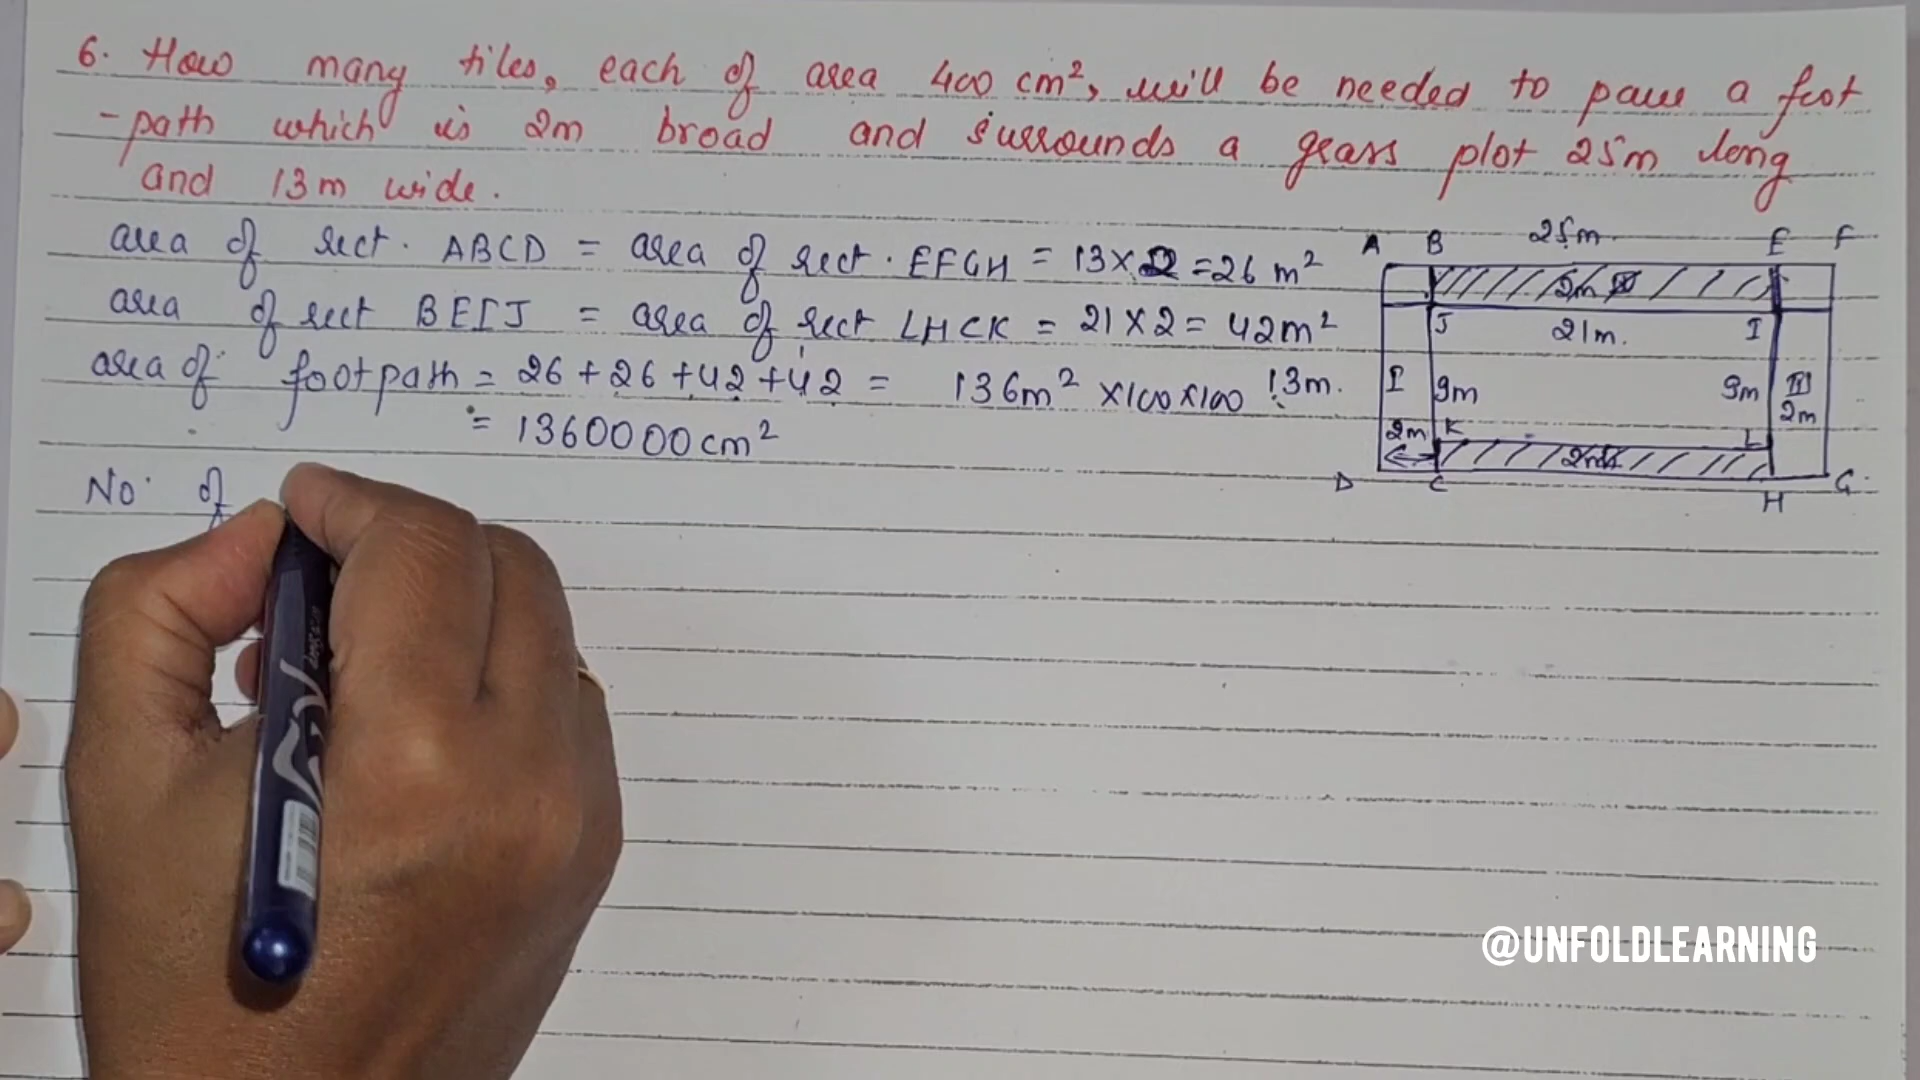 6. How many tiles, each of area 400 cm², will be needed to pave a foot
-path which is 2m broad and surrounds a grass plot 25m long
and 13m wide.
area of rect. ABCD = area of rect. EFGH = 13×2 = 26 m²
area of rect BEIJ = area of rect LHCK = 21×2 = 42m²
area of footpath = 26+26+42+42 = 136m² ×100×100
= 1360000cm²
No. of
A B 25m. E F
2m
J 21m. I
13m. I 9m 9m III
2m
2m K L
2m
D C H G.
@UNFOLDLEARNING